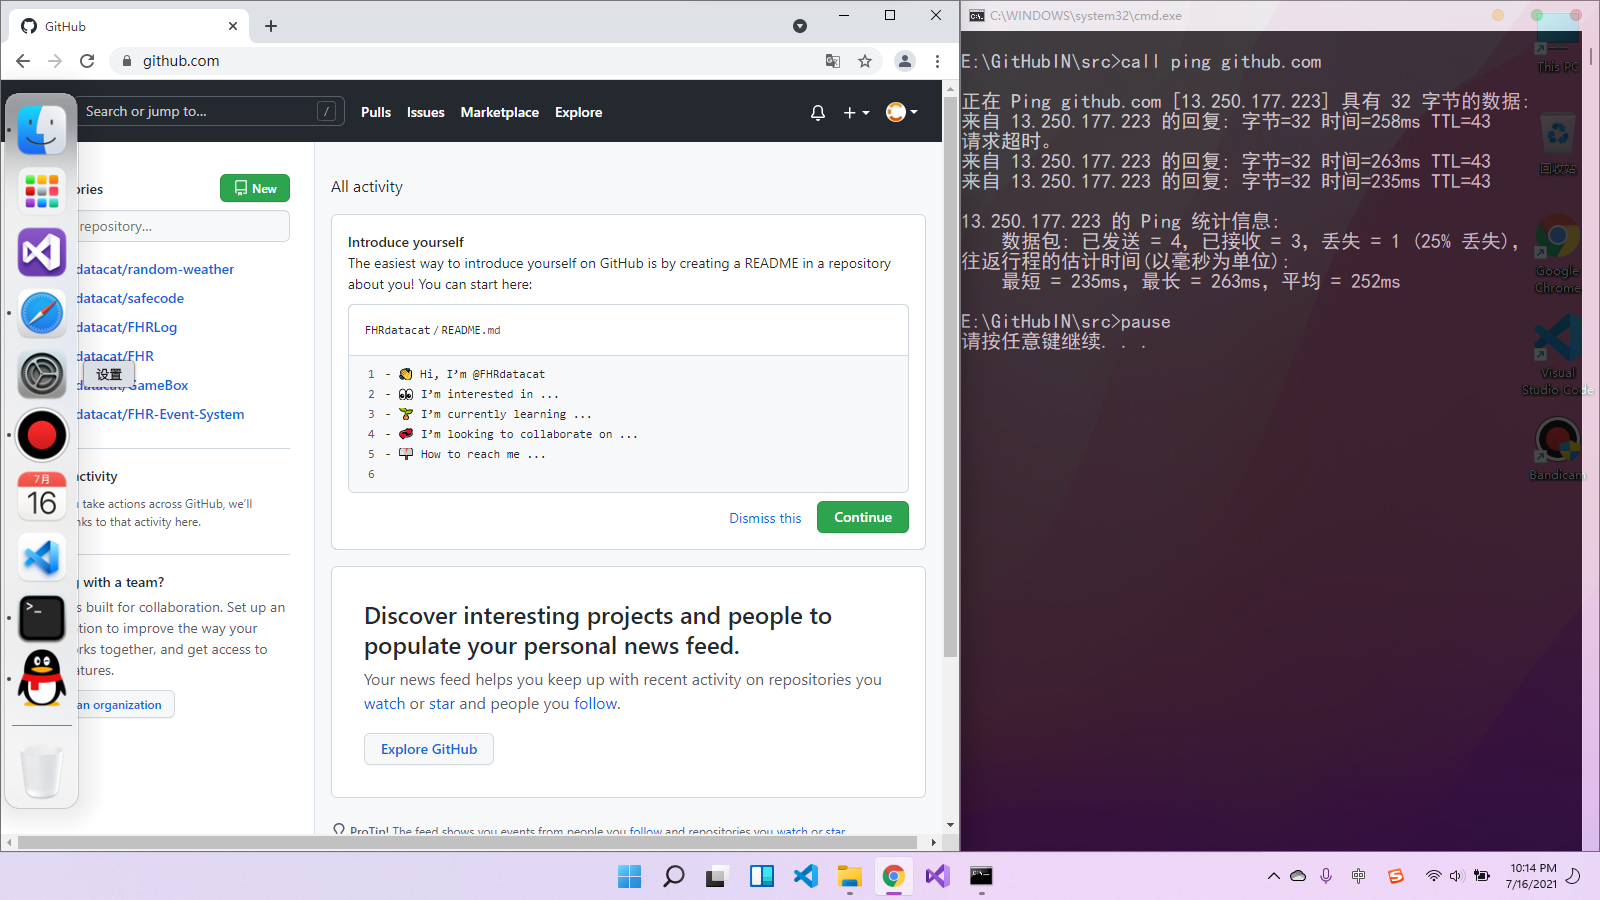 GitHub
github.com
Search or jump to...
/
Pulls
Issues
Marketplace
Explore
ories
New
repository...
datacat/random-weather
datacat/safecode
datacat/FHRLog
datacat/FHR
datacat/GameBox
datacat/FHR-Event-System
设置
ctivity
take actions across GitHub, we'll
nks to that activity here.
g with a team?
s built for collaboration. Set up an
tion to improve the way your
rks together, and get access to
atures.
an organization
7月
16
All activity
Introduce yourself
The easiest way to introduce yourself on GitHub is by creating a README in a repository
about you! You can start here:
FHRdatacat / README.md
1 - 👋 Hi, I'm @FHRdatacat
2 - 👀 I'm interested in ...
3 - 🌱 I'm currently learning ...
4 - 💞️ I'm looking to collaborate on ...
5 - 📫 How to reach me ...
6
Dismiss this
Continue
Discover interesting projects and people to
populate your personal news feed.
Your news feed helps you keep up with recent activity on repositories you
watch or star and people you follow.
Explore GitHub
ProTip! The feed shows you events from people you follow and repositories you watch or star
C:\WINDOWS\system32\cmd.exe
E:\GitHubIN\src>call ping github.com
正在 Ping github.com [13.250.177.223] 具有 32 字节的数据:
来自 13.250.177.223 的回复: 字节=32 时间=258ms TTL=43
请求超时。
来自 13.250.177.223 的回复: 字节=32 时间=263ms TTL=43
来自 13.250.177.223 的回复: 字节=32 时间=235ms TTL=43
13.250.177.223 的 Ping 统计信息:
数据包: 已发送 = 4，已接收 = 3，丢失 = 1 (25% 丢失)，
往返行程的估计时间(以毫秒为单位):
最短 = 235ms，最长 = 263ms，平均 = 252ms
E:\GitHubIN\src>pause
请按任意键继续. . .
This PC
回收站
Google
Chrome
Visual
Studio Code
Bandicam
中
10:14 PM
7/16/2021